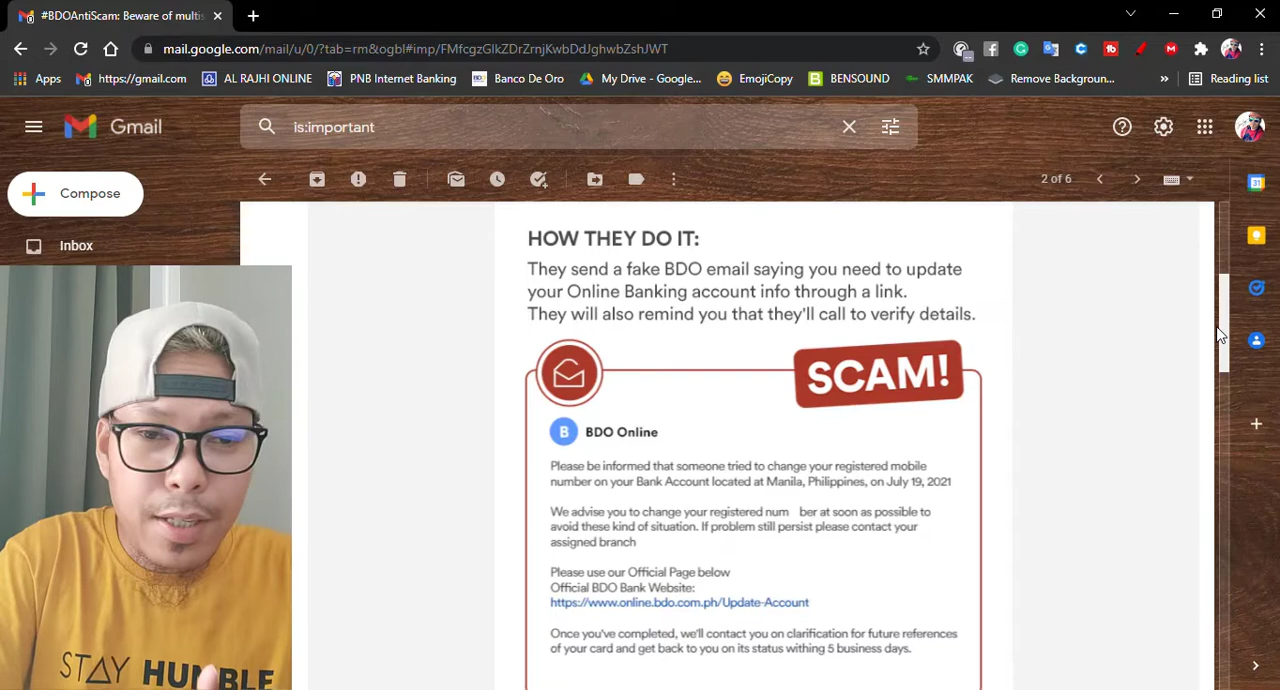 #BDOAntiScam: Beware of multis
mail.google.com/mail/u/0/?tab=rm&ogbl#imp/FMfcgzGlkZDrZrnjKwbDdJghwbZshJWT
Apps https://gmail.com AL RAJHI ONLINE PNB Internet Banking Banco De Oro My Drive - Google... EmojiCopy BENSOUND SMMPAK Remove Backgroun... » Reading list
Gmail
is:important
Compose
2 of 6
Inbox
HOW THEY DO IT:
They send a fake BDO email saying you need to update
your Online Banking account info through a link.
They will also remind you that they'll call to verify details.
SCAM!
B BDO Online
Please be informed that someone tried to change your registered mobile
number on your Bank Account located at Manila, Philippines, on July 19, 2021
We advise you to change your registered num ber at soon as possible to
avoid these kind of situation. If problem still persist please contact your
assigned branch
Please use our Official Page below
Official BDO Bank Website:
https://www.online.bdo.com.ph/Update-Account
Once you've completed, we'll contact you on clarification for future references
of your card and get back to you on its status withing 5 business days.
STAY HUMBLE